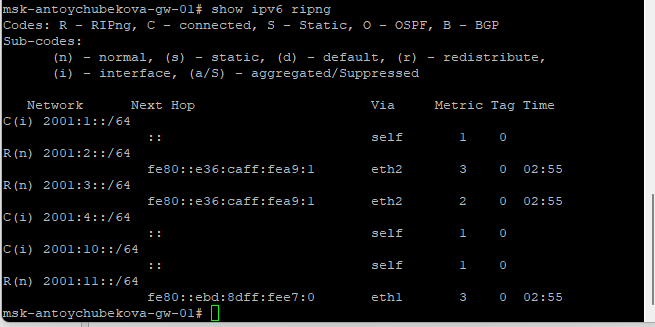 msk-antoychubekova-gw-01# show ipv6 ripng
Codes: R - RIPng, C - connected, S - Static, O - OSPF, B - BGP
Sub-codes:
      (n) - normal, (s) - static, (d) - default, (r) - redistribute,
      (i) - interface, (a/S) - aggregated/Suppressed

   Network      Next Hop                      Via     Metric Tag Time
C(i) 2001:1::/64
                  ::                          self       1    0
R(n) 2001:2::/64
                  fe80::e36:caff:fea9:1       eth2       3    0  02:55
R(n) 2001:3::/64
                  fe80::e36:caff:fea9:1       eth2       2    0  02:55
C(i) 2001:4::/64
                  ::                          self       1    0
C(i) 2001:10::/64
                  ::                          self       1    0
R(n) 2001:11::/64
                  fe80::ebd:8dff:fee7:0       eth1       3    0  02:55
msk-antoychubekova-gw-01#